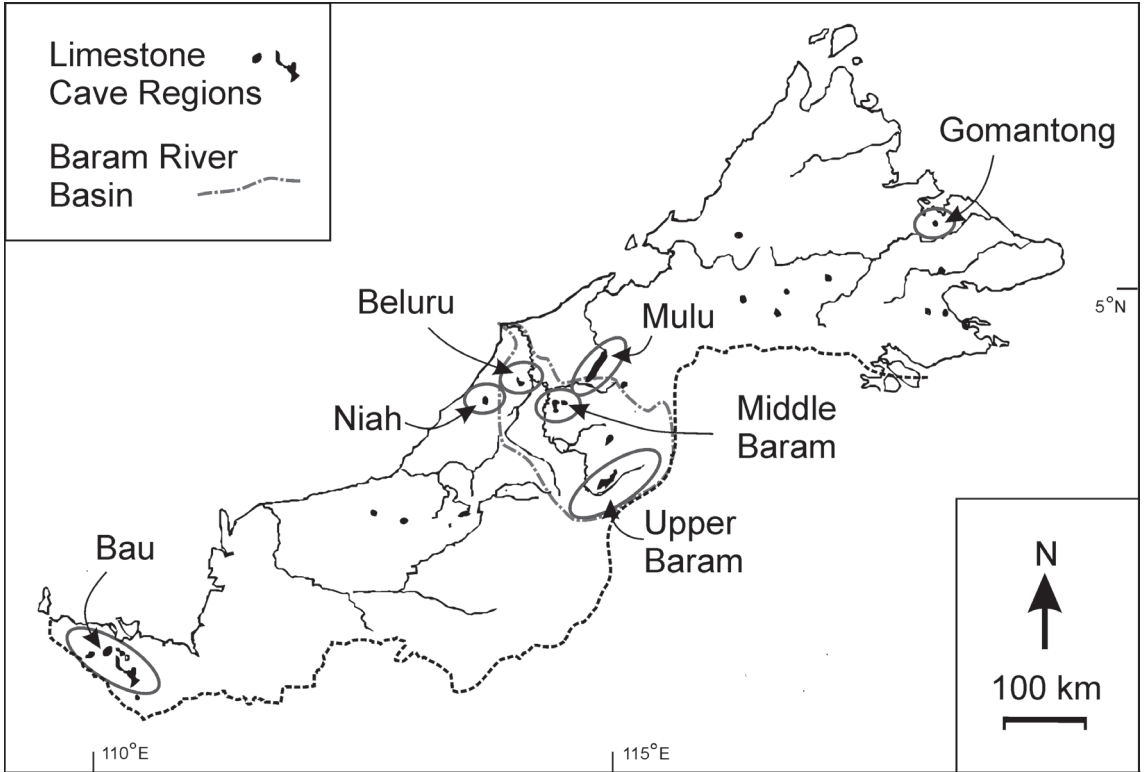 Limestone
Cave Regions
Baram River
Basin
Gomantong
5°N
Beluru
Mulu
Niah
Middle
Baram
Upper
Baram
Bau
N
100 km
110°E
115°E